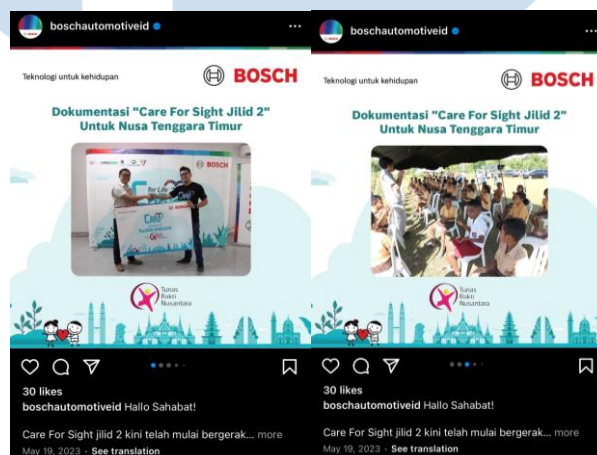 boschautomotiveid
Teknologi untuk kehidupan
BOSCH
Dokumentasi "Care For Sight Jilid 2"
Untuk Nusa Tenggara Timur
BOSCH
Tunas
Bakti
Nusantara
30 likes
boschautomotiveid Hallo Sahabat!
Care For Sight jilid 2 kini telah mulai bergerak... more
May 19, 2023 · See translation
boschautomotiveid
Teknologi untuk kehidupan
BOSCH
Dokumentasi "Care For Sight Jilid 2"
Untuk Nusa Tenggara Timur
Tunas
Bakti
Nusantara
30 likes
boschautomotiveid Hallo Sahabat!
Care For Sight jilid 2 kini telah mulai bergerak... more
May 19, 2023 · See translation